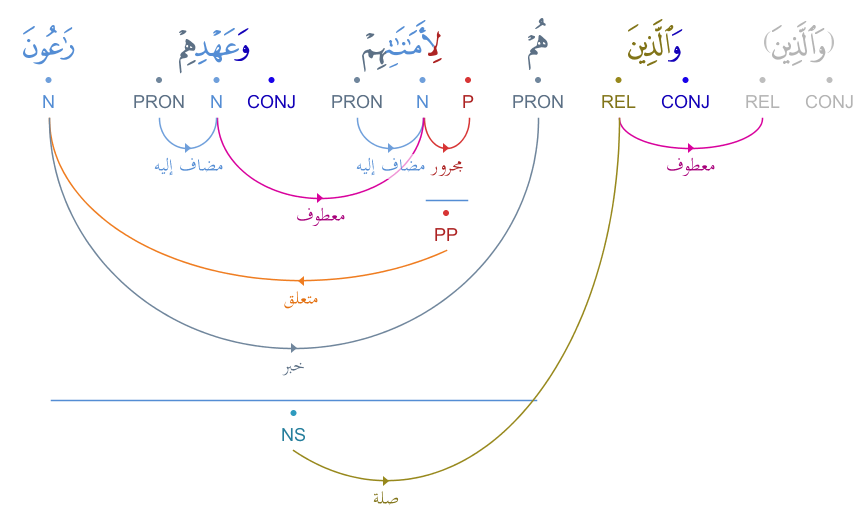 (وَٱلَّذِينَ) وَٱلَّذِينَ هُمْ لِأَمَـٰنَـٰتِهِمْ وَعَهْدِهِمْ رَٰعُونَ
CONJ REL CONJ REL PRON P N PRON CONJ N PRON N
معطوف مجرور مضاف إليه مضاف إليه
معطوف
PP
متعلق
خبر
NS
صلة